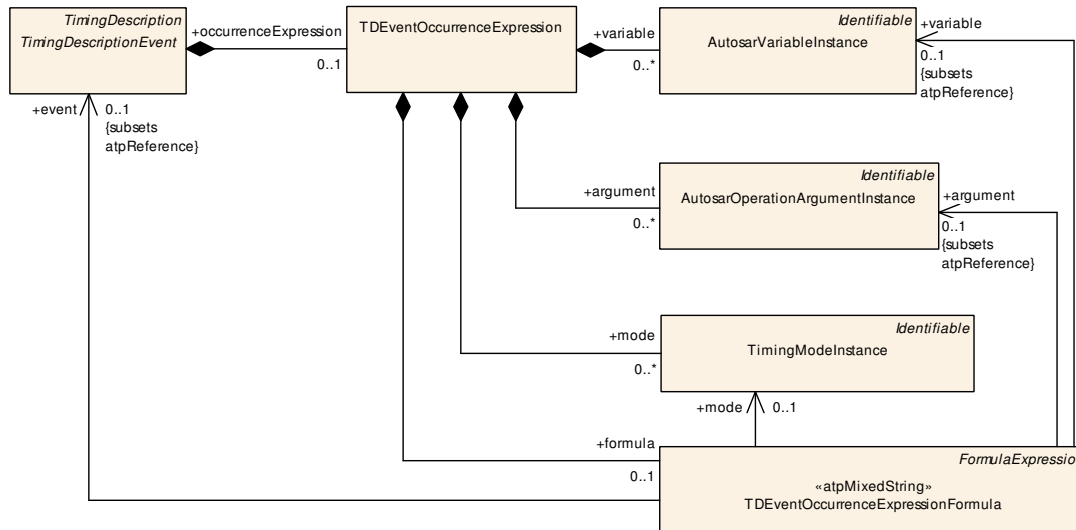 TimingDescription
TimingDescriptionEvent
+occurrenceExpression
0..1
TDEventOccurrenceExpression
+variable
0..*
Identifiable
AutosarVariableInstance
+variable
0..1
{subsets
atpReference}
+event
0..1
{subsets
atpReference}
+argument
0..*
Identifiable
AutosarOperationArgumentInstance
+argument
0..1
{subsets
atpReference}
+mode
0..*
Identifiable
TimingModeInstance
+mode
0..1
+formula
0..1
FormulaExpressio
«atpMixedString»
TDEventOccurrenceExpressionFormula